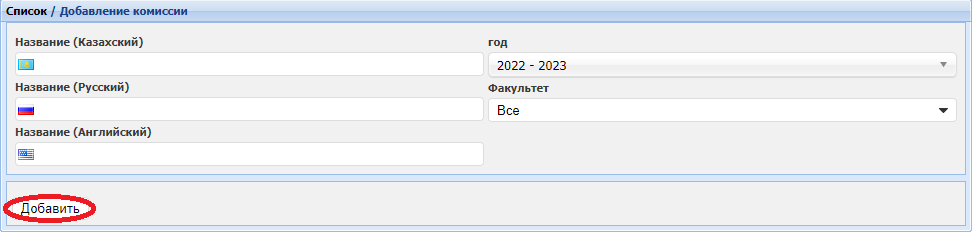 Список / Добавление комиссии
Название (Казахский)
год
2022 - 2023
Название (Русский)
Факультет
Все
Название (Английский)
Добавить